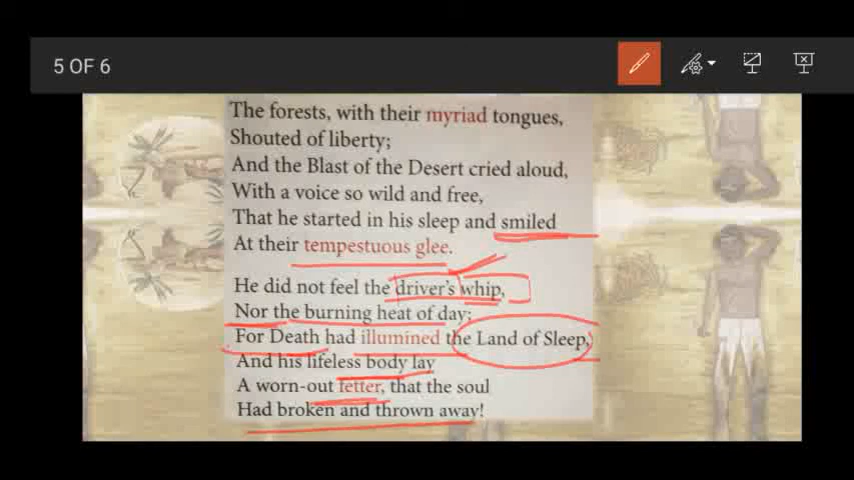 5 OF 6
The forests, with their myriad tongues,
Shouted of liberty;
And the Blast of the Desert cried aloud,
With a voice so wild and free,
That he started in his sleep and smiled
At their tempestuous glee.
He did not feel the driver's whip,
Nor the burning heat of day;
For Death had illumined the Land of Sleep,
And his lifeless body lay
A worn-out fetter, that the soul
Had broken and thrown away!